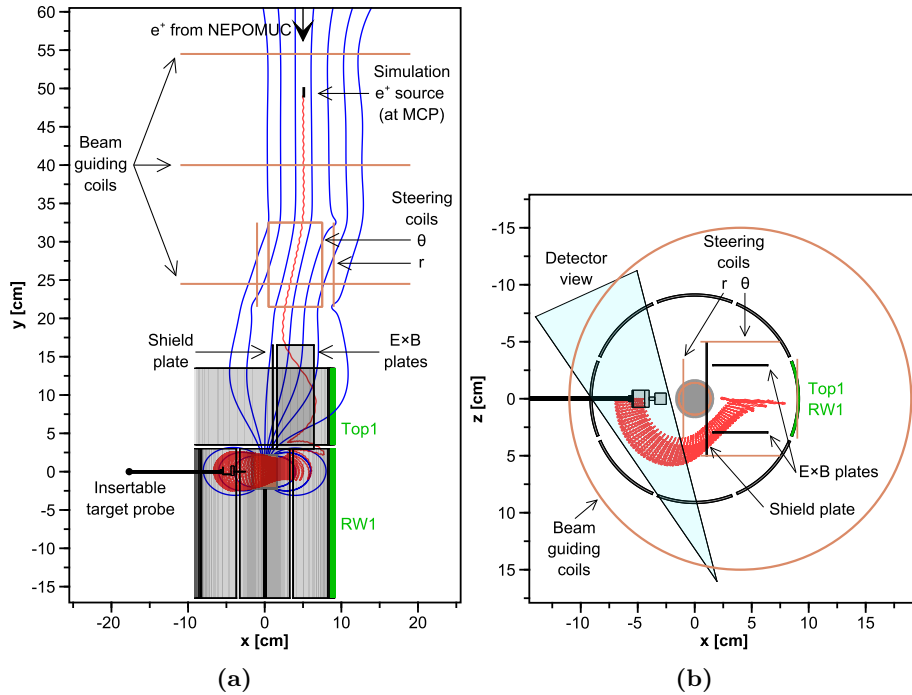 60
55
50
45
40
35
30
25
20
15
10
5
0
-5
-10
-15
y [cm]
-20
-10
0
10
20
x [cm]
e⁺ from NEPOMUC
Simulation
e⁺ source
(at MCP)
Beam
guiding
coils
Steering
coils
θ
r
Shield
plate
E×B
plates
Top1
Insertable
target probe
RW1
(a)
-15
-10
-5
0
5
10
15
z [cm]
-10
-5
0
5
10
15
x [cm]
Steering
coils
r θ
Detector
view
Top1
RW1
E×B plates
Shield plate
Beam
guiding
coils
(b)